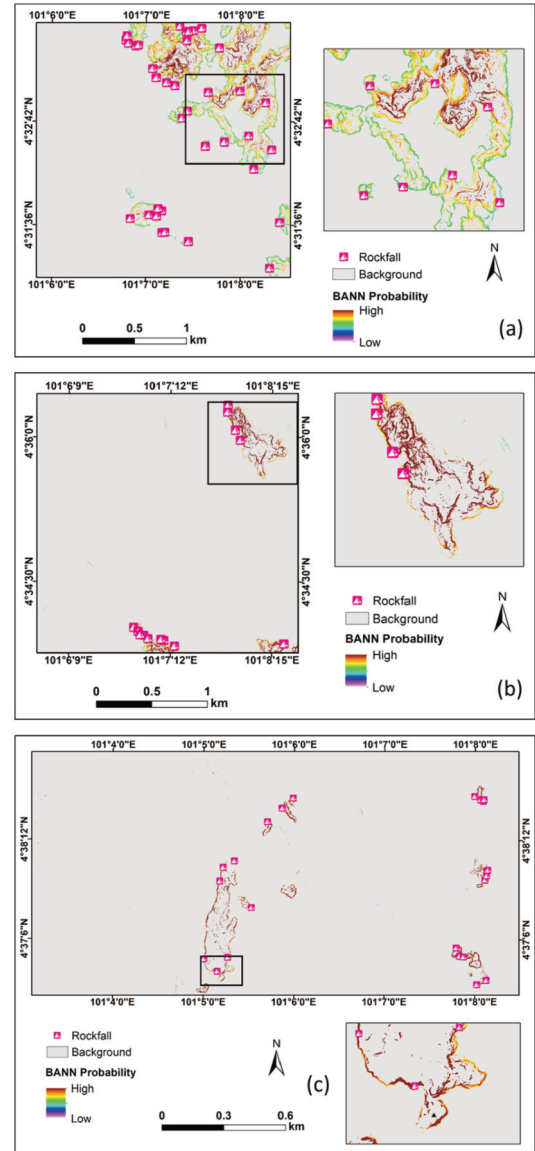 101°6'0"E 101°7'0"E 101°8'0"E
4°32'42"N
4°32'42"N
4°31'36"N
4°31'36"N
101°6'0"E 101°7'0"E 101°8'0"E
0 0.5 1
km
Rockfall
Background
BANN Probability
High
Low
N
(a)
101°6'9"E 101°7'12"E 101°8'15"E
4°36'0"N
4°36'0"N
4°34'30"N
4°34'30"N
101°6'9"E 101°7'12"E 101°8'15"E
0 0.5 1
km
Rockfall
Background
BANN Probability
High
Low
N
(b)
101°4'0"E 101°5'0"E 101°6'0"E 101°7'0"E 101°8'0"E
4°38'12"N
4°38'12"N
4°37'6"N
4°37'6"N
101°4'0"E 101°5'0"E 101°6'0"E 101°7'0"E 101°8'0"E
Rockfall
Background
BANN Probability
High
Low
N
0 0.3 0.6
km
(c)